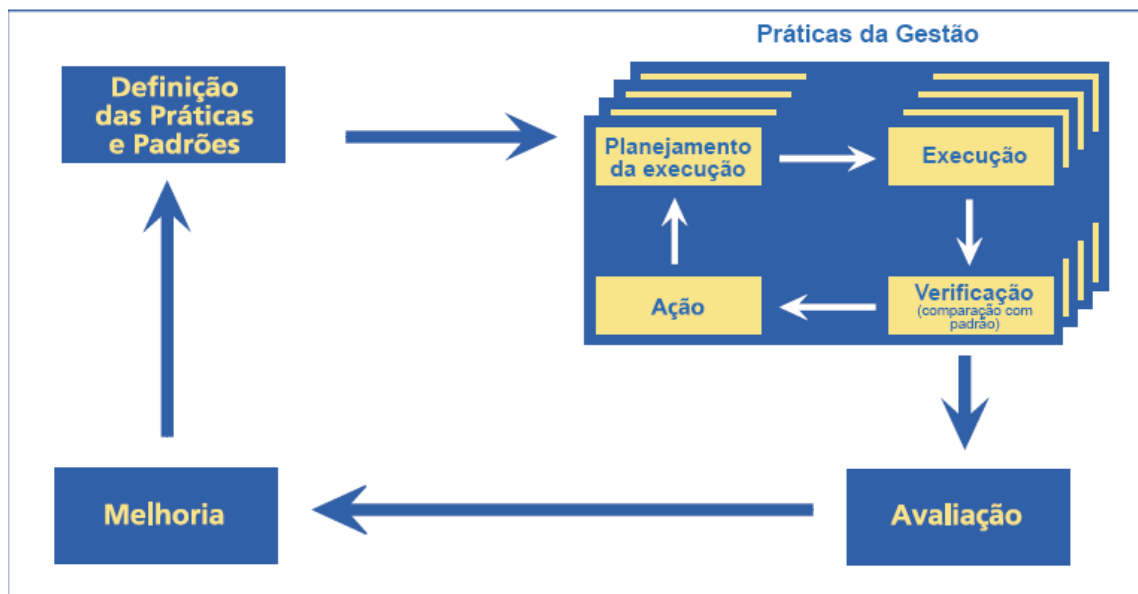 Práticas da Gestão
Definição
das Práticas
e Padrões
Planejamento
da execução
Execução
Ação
Verificação
(comparação com
padrão)
Melhoria
Avaliação